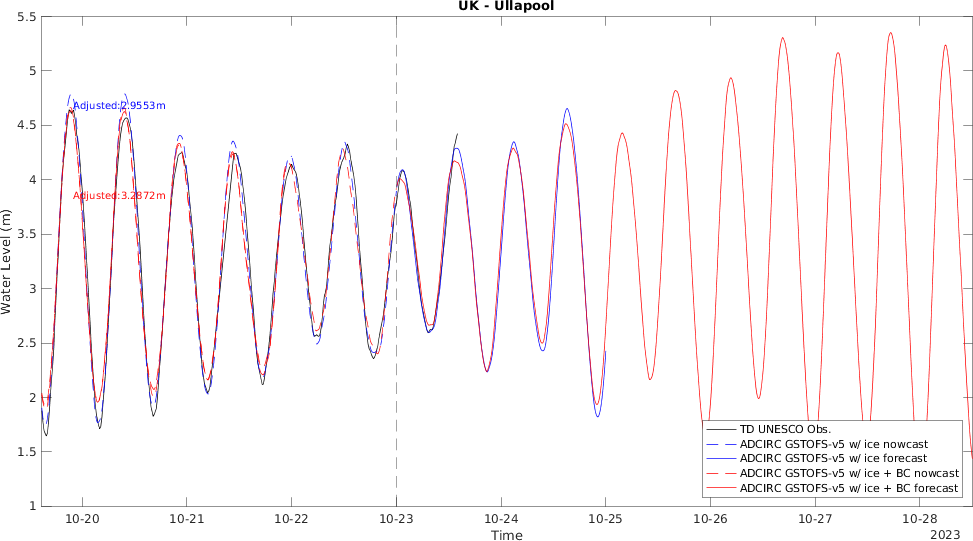 UK - Ullapool
5.5
5
4.5
4
3.5
3
2.5
2
1.5
1
Water Level (m)
Adjusted:2.9553m
Adjusted:3.2872m
TD UNESCO Obs.
ADCIRC GSTOFS-v5 w/ ice nowcast
ADCIRC GSTOFS-v5 w/ ice forecast
ADCIRC GSTOFS-v5 w/ ice + BC nowcast
ADCIRC GSTOFS-v5 w/ ice + BC forecast
10-20 10-21 10-22 10-23 10-24 10-25 10-26 10-27 10-28
Time
2023